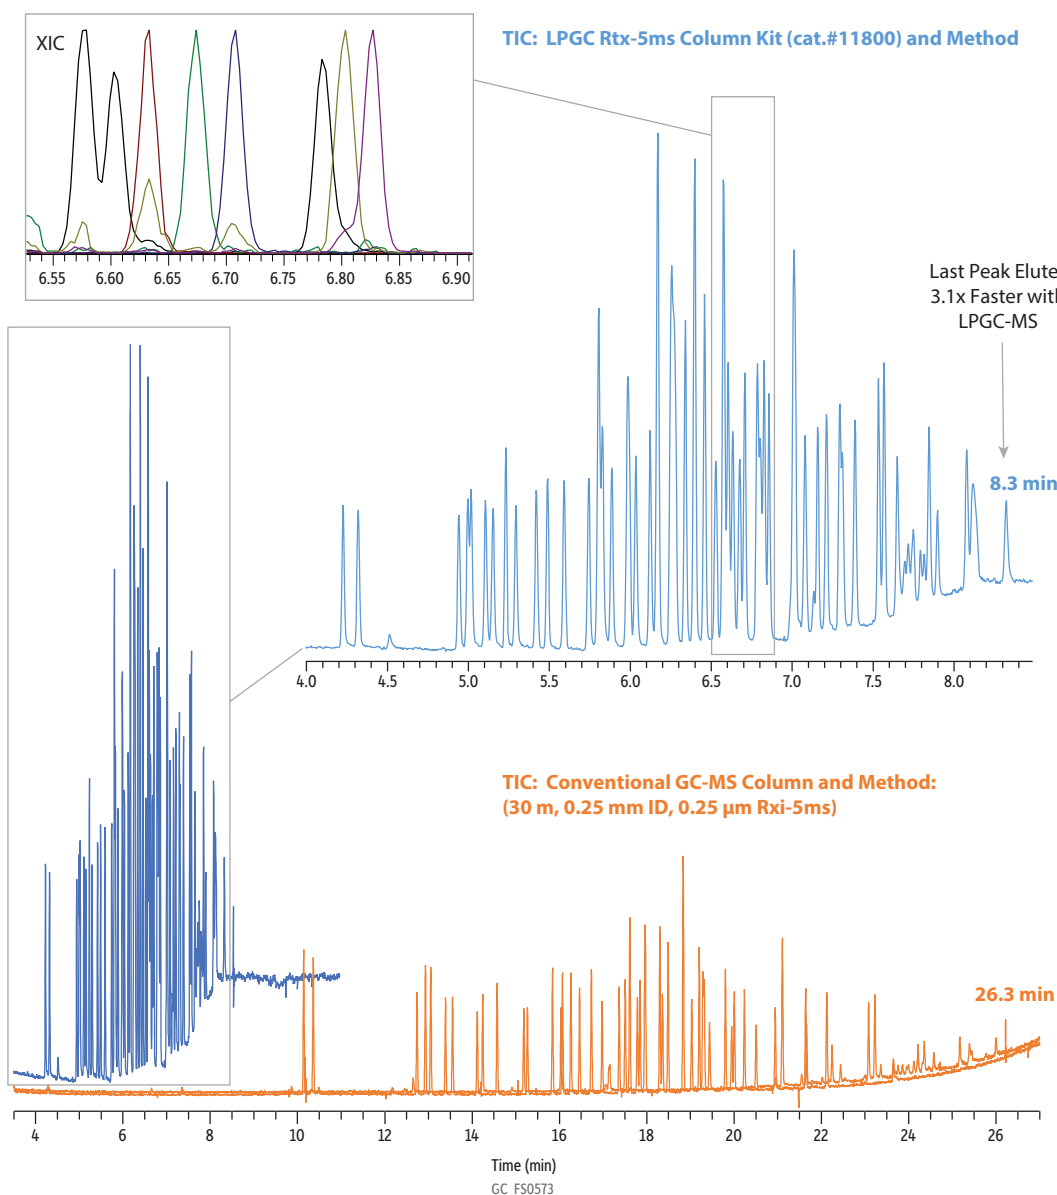 XIC
6.55 6.60 6.65 6.70 6.75 6.80 6.85 6.90
TIC: LPGC Rtx-5ms Column Kit (cat.#11800) and Method
Last Peak Elute
3.1x Faster with
LPGC-MS
8.3 min
4.0 4.5 5.0 5.5 6.0 6.5 7.0 7.5 8.0
TIC: Conventional GC-MS Column and Method:
(30 m, 0.25 mm ID, 0.25 µm Rxi-5ms)
26.3 min
4 6 8 10 12 14 16 18 20 22 24 26
Time (min)
GC_FS0573